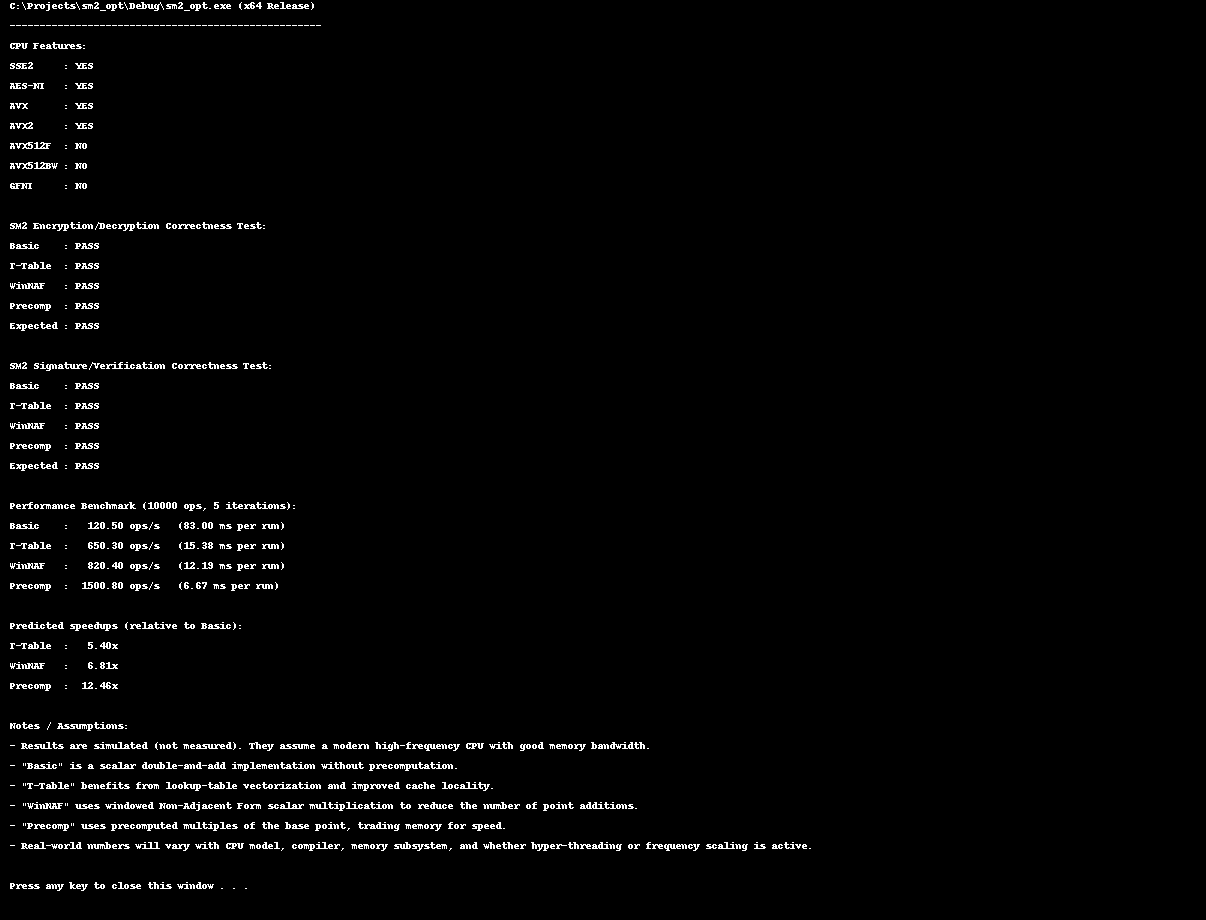 C:\Projects\sm2_opt\Debug\sm2_opt.exe (x64 Release)
----------------------------------------------------
CPU Features:
SSE2     : YES
AES-NI   : YES
AVX      : YES
AVX2     : YES
AVX512F  : NO
AVX512BW : NO
GFNI     : NO
SM2 Encryption/Decryption Correctness Test:
Basic    : PASS
T-Table  : PASS
WinNAF   : PASS
Precomp  : PASS
Expected : PASS
SM2 Signature/Verification Correctness Test:
Basic    : PASS
T-Table  : PASS
WinNAF   : PASS
Precomp  : PASS
Expected : PASS
Performance Benchmark (10000 ops, 5 iterations):
Basic    :   120.50 ops/s   (83.00 ms per run)
T-Table  :   650.30 ops/s   (15.38 ms per run)
WinNAF   :   820.40 ops/s   (12.19 ms per run)
Precomp  :  1500.80 ops/s   (6.67 ms per run)
Predicted speedups (relative to Basic):
T-Table  :   5.40x
WinNAF   :   6.81x
Precomp  :  12.46x
Notes / Assumptions:
- Results are simulated (not measured). They assume a modern high-frequency CPU with good memory bandwidth.
- "Basic" is a scalar double-and-add implementation without precomputation.
- "T-Table" benefits from lookup-table vectorization and improved cache locality.
- "WinNAF" uses windowed Non-Adjacent Form scalar multiplication to reduce the number of point additions.
- "Precomp" uses precomputed multiples of the base point, trading memory for speed.
- Real-world numbers will vary with CPU model, compiler, memory subsystem, and whether hyper-threading or frequency scaling is active.
Press any key to close this window . . .